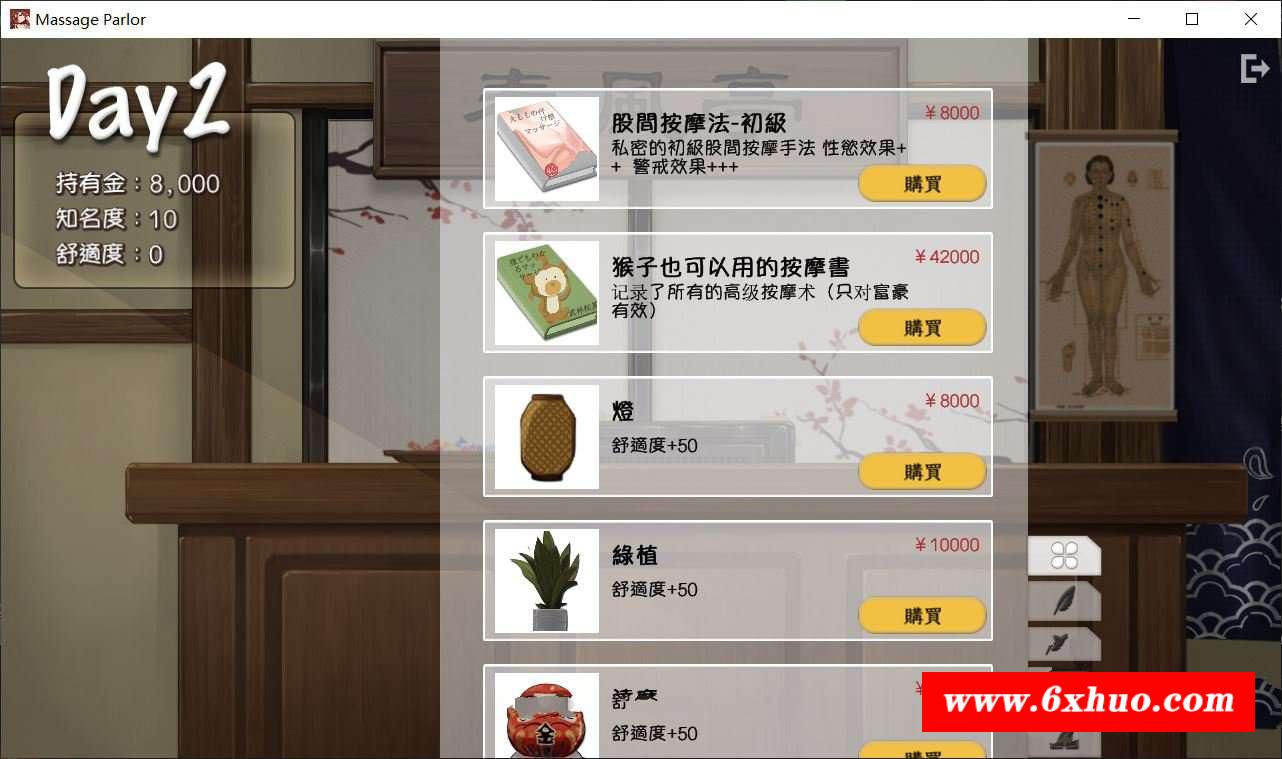 Massage Parlor
Day2
持有金：8,000
知名度：10
舒適度：0
股間按摩法-初級
¥8000
私密的初級股間按摩手法 性慾效果+
+ 警戒效果+++
購買
猴子也可以用的按摩書
¥42000
记录了所有的高级按摩术（只对富豪
有效）
購買
燈
¥8000
舒適度+50
購買
綠植
¥10000
舒適度+50
購買
舒適度+50
購買
金
www.6xhuo.com